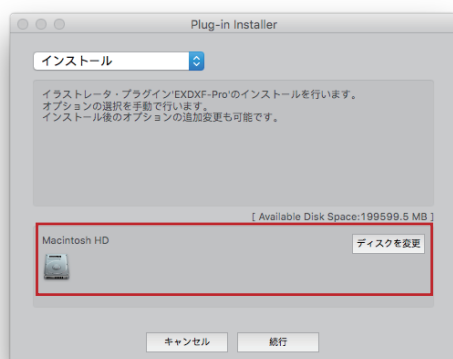 Plug-in Installer
インストール
イラストレータ・プラグイン'EXDXF-Pro'のインストールを行います。
オプションの選択を手動で行います。
インストール後のオプションの追加変更も可能です。
[ Available Disk Space:199599.5 MB ]
Macintosh HD
ディスクを変更
キャンセル
続行